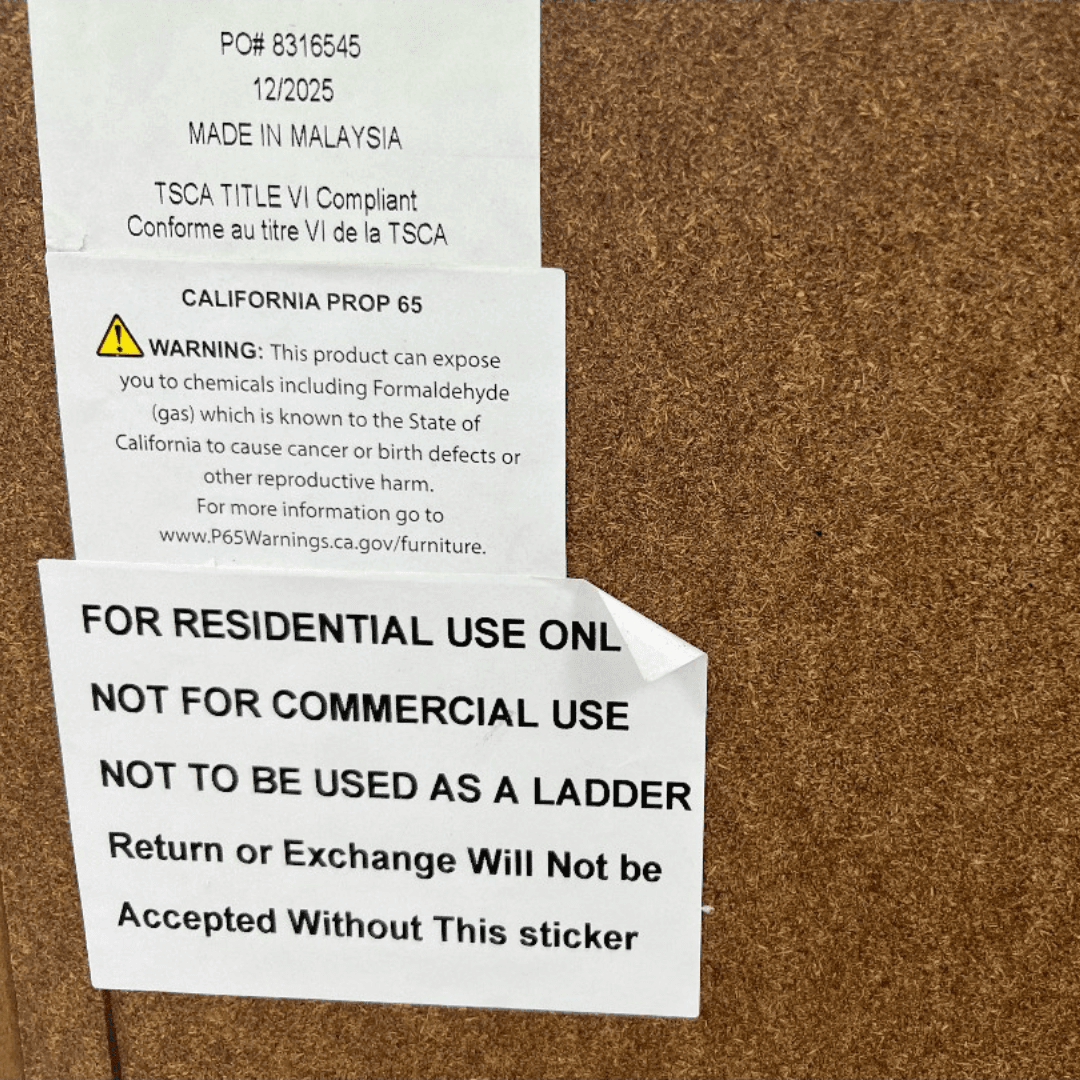 PO# 8316545
12/2025
MADE IN MALAYSIA
TSCA TITLE VI Compliant
Conforme au titre VI de la TSCA
CALIFORNIA PROP 65
WARNING: This product can expose
you to chemicals including Formaldehyde
(gas) which is known to the State of
California to cause cancer or birth defects or
other reproductive harm.
For more information go to
www.P65Warnings.ca.gov/furniture.
FOR RESIDENTIAL USE ONL
NOT FOR COMMERCIAL USE
NOT TO BE USED AS A LADDER
Return or Exchange Will Not be
Accepted Without This sticker